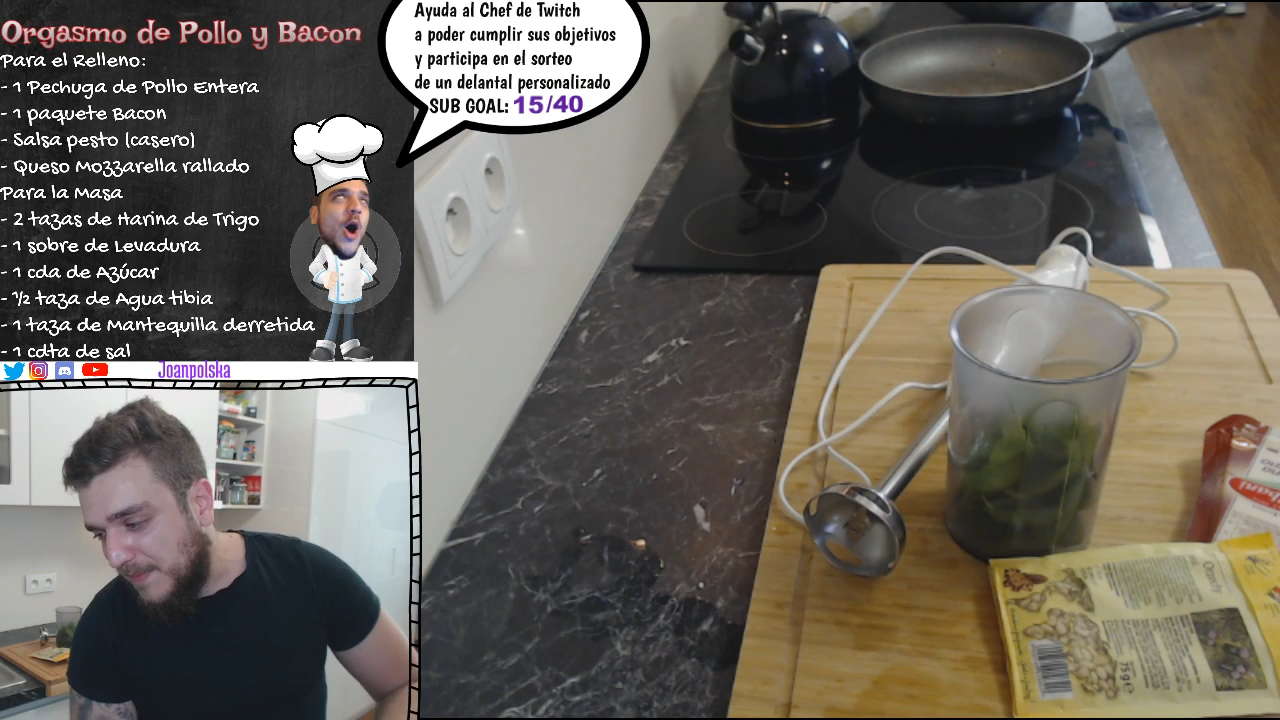 Orgasmo de Pollo y Bacon
Para el Relleno:
- 1 Pechuga de Pollo Entera
- 1 paquete Bacon
- Salsa pesto (casero)
- Queso Mozzarella rallado
Para la Masa
- 2 tazas de Harina de Trigo
- 1 sobre de Levadura
- 1 cda de Azúcar
- 1/2 taza de Agua tibia
- 1 taza de Mantequilla derretida
- 1 cdta de sal
Ayuda al Chef de Twitch
a poder cumplir sus objetivos
y participa en el sorteo
de un delantal personalizado
SUB GOAL: 15/40
Joanpolska
75g e